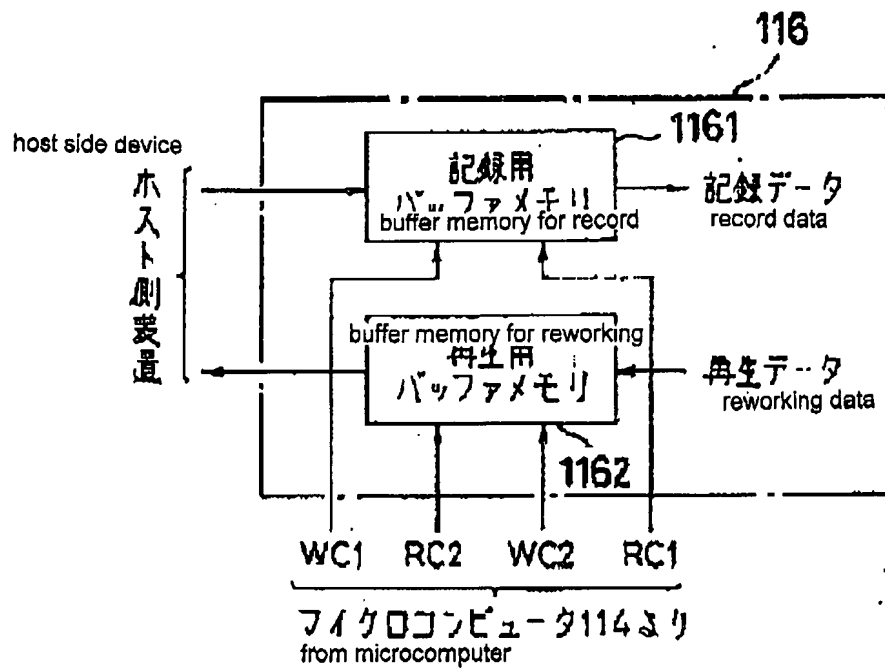 116
1161
host side device
ホスト側装置
記録用
バッファメモリ
buffer memory for record
記録データ
record data
buffer memory for reworking
再生用
バッファメモリ
再生データ
reworking data
1162
WC1 RC2 WC2 RC1
マイクロコンピュータ114より
from microcomputer